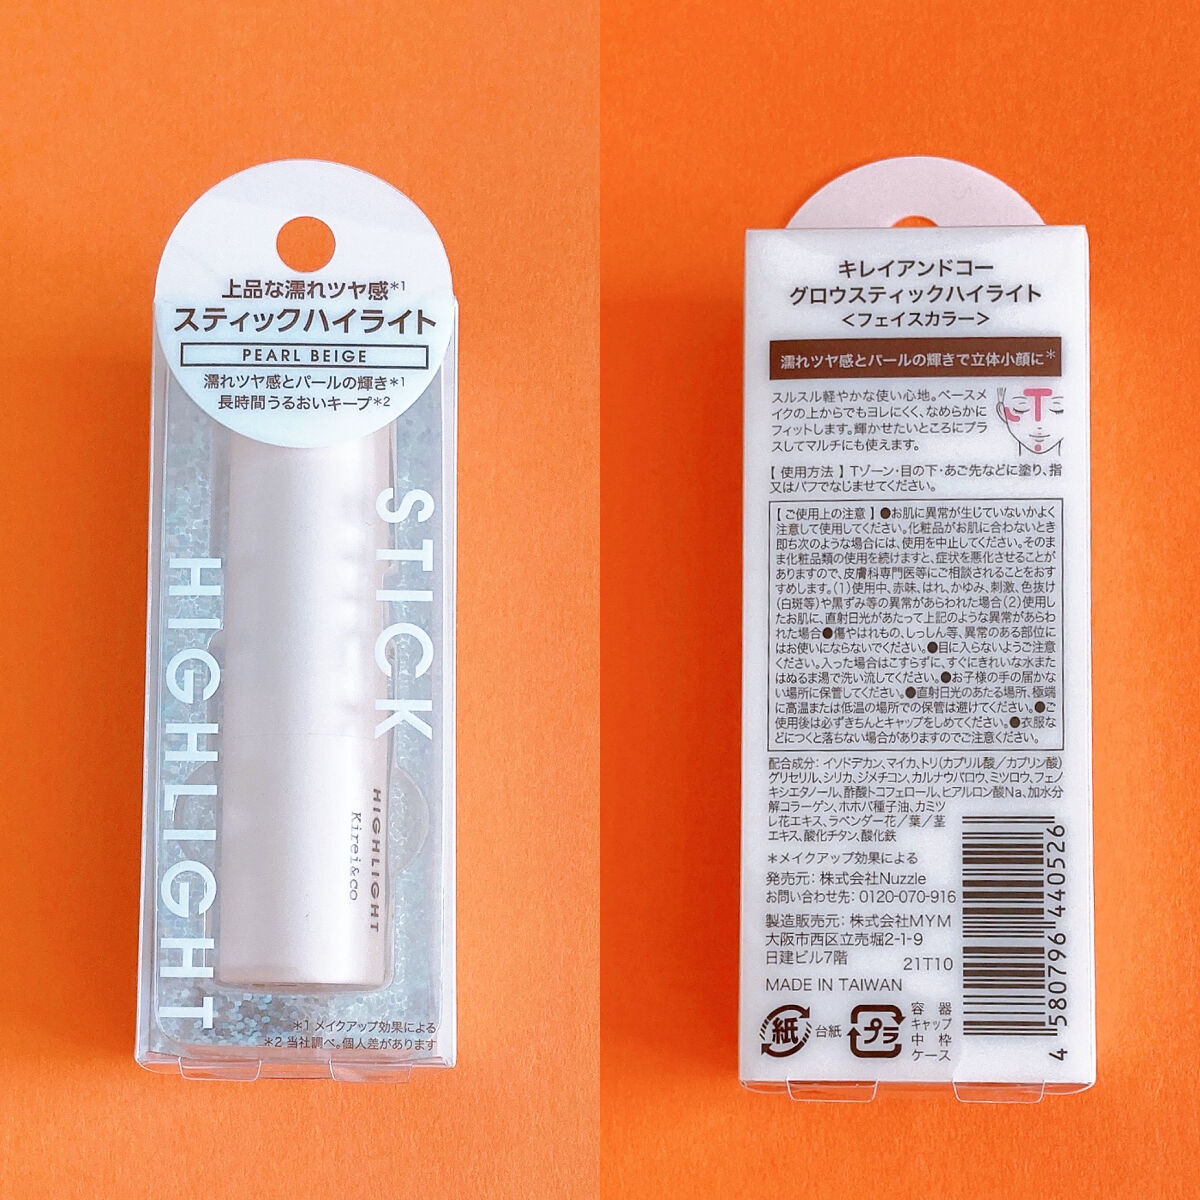 上品な濡れツヤ感*1
スティックハイライト
PEARL BEIGE
濡れツヤ感とパールの輝き*1
長時間うるおいキープ*2
STICK
HIGHLIGHT
HIGHLIGHT
Kirei&co
*1 メイクアップ効果による
*2 当社調べ。個人差があります
キレイアンドコー
グロウスティックハイライト
<フェイスカラー>
濡れツヤ感とパールの輝きで立体小顔に*
スルスル軽やかな使い心地。ベースメ
イクの上からでもヨレにくく、なめらかに
フィットします。輝かせたいところにプラ
スしてマルチにも使えます。
【 使用方法 】 Tゾーン・目の下・あご先などに塗り、指
又はパフでなじませてください。
【 ご使用上の注意 】 ●お肌に異常が生じていないかよく
注意して使用してください。化粧品がお肌に合わないとき
即ち次のような場合には、使用を中止してください。そのま
ま化粧品類の使用を続けますと、症状を悪化させることが
ありますので、皮膚科専門医等にご相談されることをおす
すめします。(1)使用中、赤味、はれ、かゆみ、刺激、色抜け
(白斑等)や黒ずみ等の異常があらわれた場合(2)使用し
たお肌に、直射日光があたって上記のような異常があらわ
れた場合●傷やはれもの、しっしん等、異常のある部位に
はお使いにならないでください。●目に入らないようご注意
ください。入った場合はこすらずに、すぐにきれいな水また
はぬるま湯で洗い流してください。●お子様の手の届かな
い場所に保管してください。●直射日光のあたる場所、極端
に高温または低温の場所での保管は避けてください。●ご
使用後は必ずきちんとキャップをしめてください。●衣服な
どにつくと落ちない場合がありますのでご注意ください。
配合成分: イソドデカン、マイカ、トリ(カプリル酸/カプリン酸)
グリセリル、シリカ、ジメチコン、カルナウバロウ、ミツロウ、フェノ
キシエタノール、酢酸トコフェロール、ヒアルロン酸Na、加水分
解コラーゲン、ホホバ種子油、カミツ
レ花エキス、ラベンダー花/葉/茎
エキス、酸化チタン、酸化鉄
*メイクアップ効果による
発売元: 株式会社Nuzzle
お問い合わせ先: 0120-070-916
製造販売元: 株式会社MYM
大阪市西区立売堀2-1-9
日建ビル7階 21T10
MADE IN TAIWAN
紙 台紙
プラ 容器
キャップ
中枠
ケース
4 580796 440526